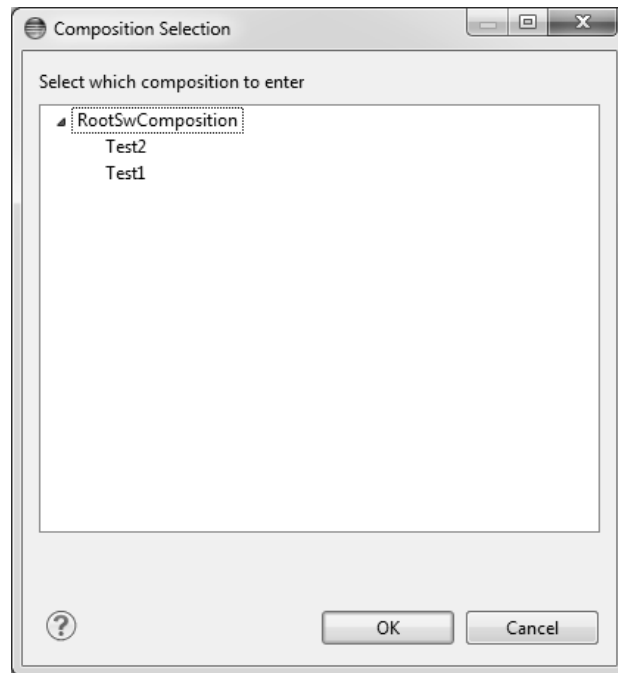 Composition Selection
Select which composition to enter
RootSwComposition
Test2
Test1
?
OK
Cancel